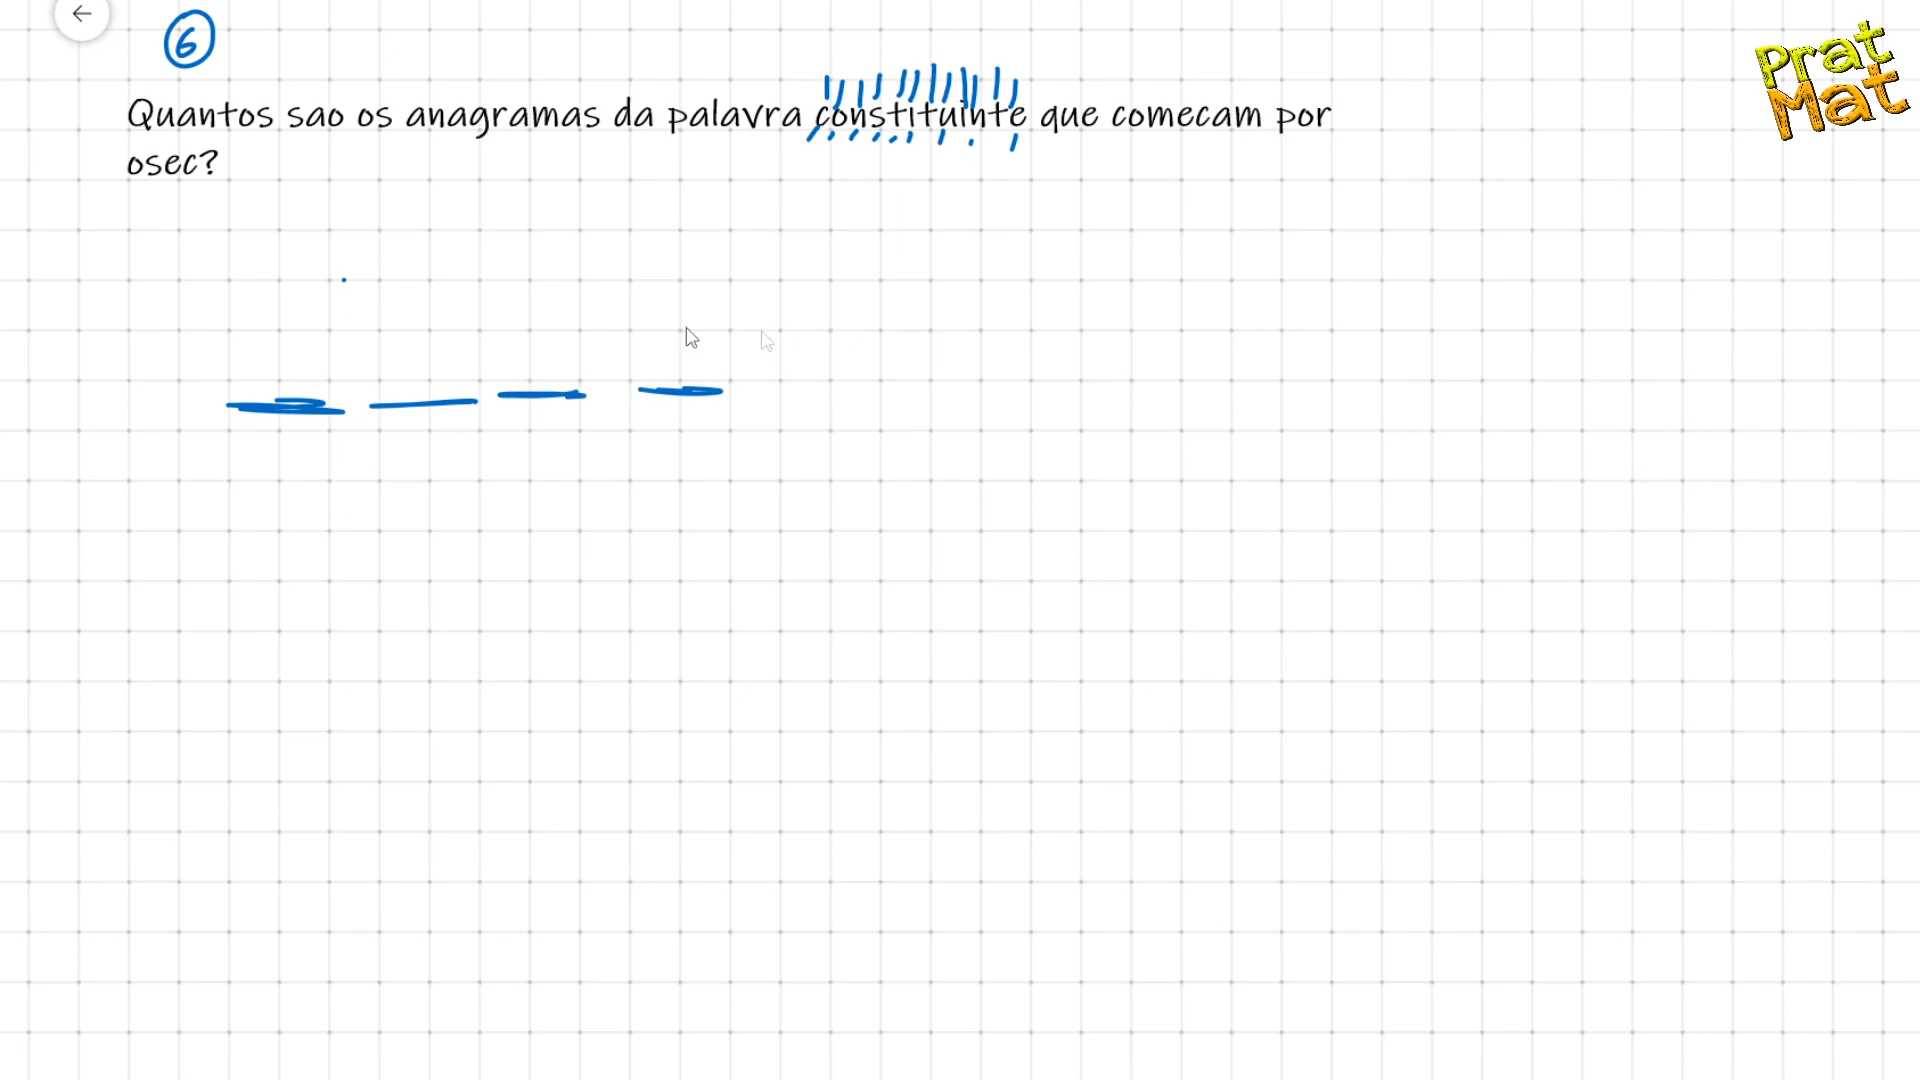 6
Quantos sao os anagramas da palavra constituinte que comecam por
osec?
Prat
Mat